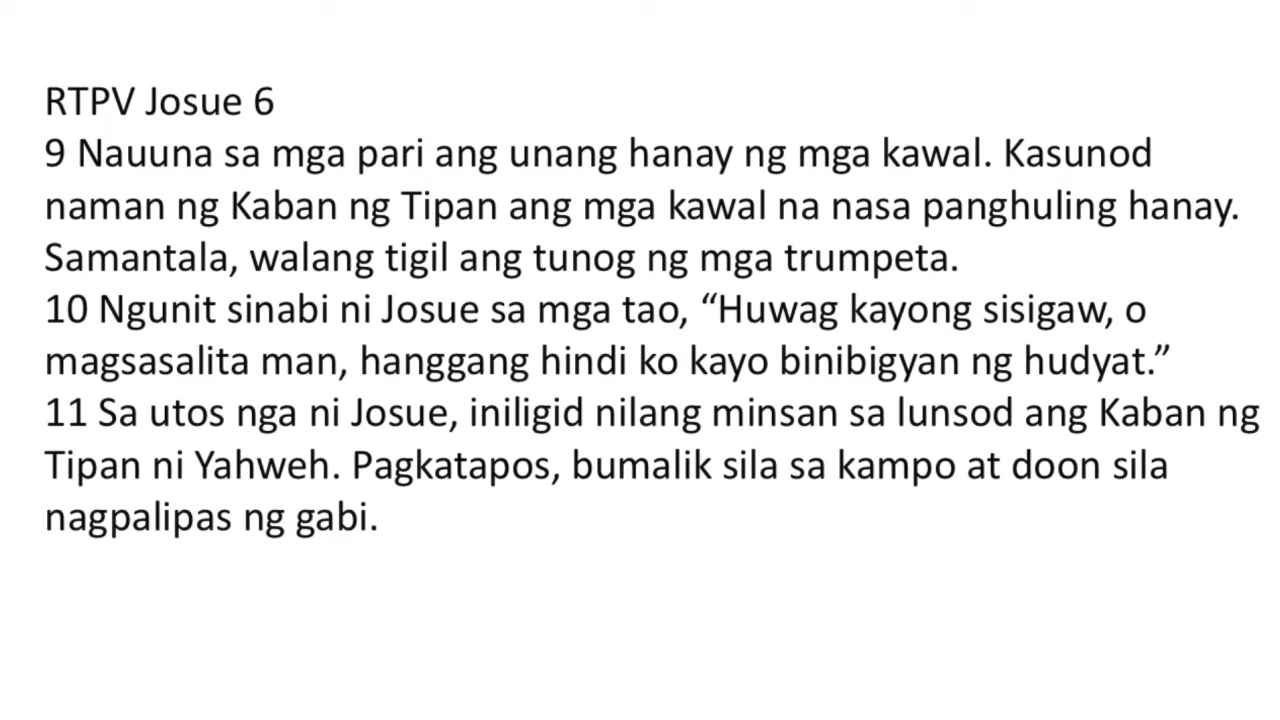 RTPV Josue 6
9 Nauuna sa mga pari ang unang hanay ng mga kawal. Kasunod
naman ng Kaban ng Tipan ang mga kawal na nasa panghuling hanay.
Samantala, walang tigil ang tunog ng mga trumpeta.
10 Ngunit sinabi ni Josue sa mga tao, “Huwag kayong sisigaw, o
magsasalita man, hanggang hindi ko kayo binibigyan ng hudyat.”
11 Sa utos nga ni Josue, iniligid nilang minsan sa lunsod ang Kaban ng
Tipan ni Yahweh. Pagkatapos, bumalik sila sa kampo at doon sila
nagpalipas ng gabi.